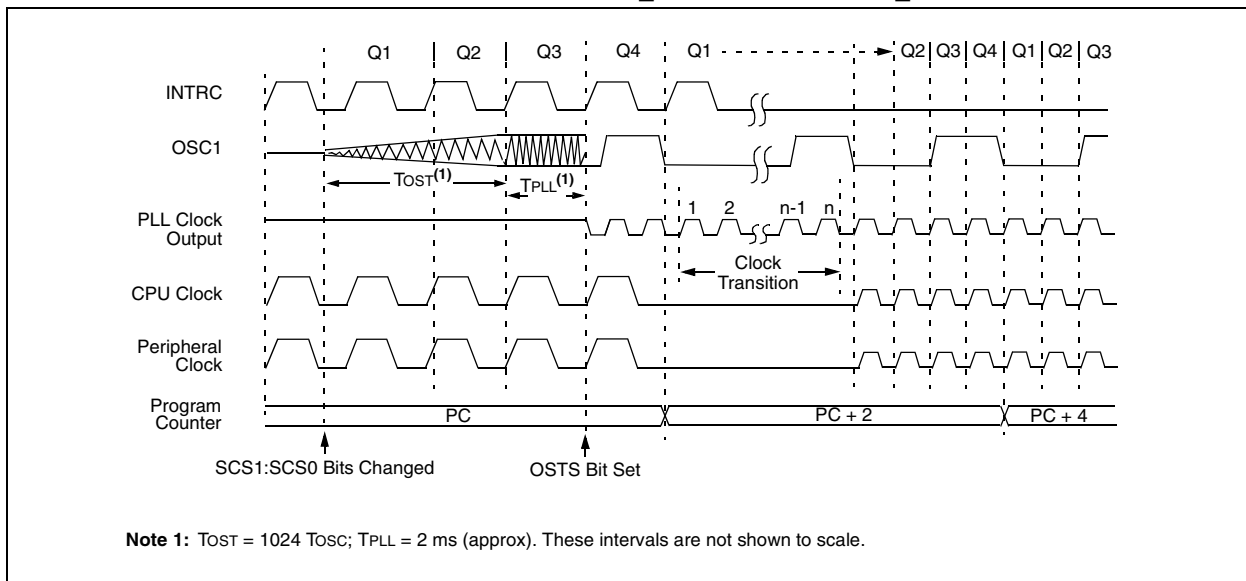 Q1 Q2 Q3 Q4 Q1 Q2 Q3 Q4 Q1 Q2 Q3
INTRC
OSC1
TOST(1) TPLL(1)
1 2 n-1 n
PLL Clock
Output
Clock
Transition
CPU Clock
Peripheral
Clock
Program
Counter
PC PC + 2 PC + 4
SCS1:SCS0 Bits Changed OSTS Bit Set
Note 1: TOST = 1024 TOSC; TPLL = 2 ms (approx). These intervals are not shown to scale.